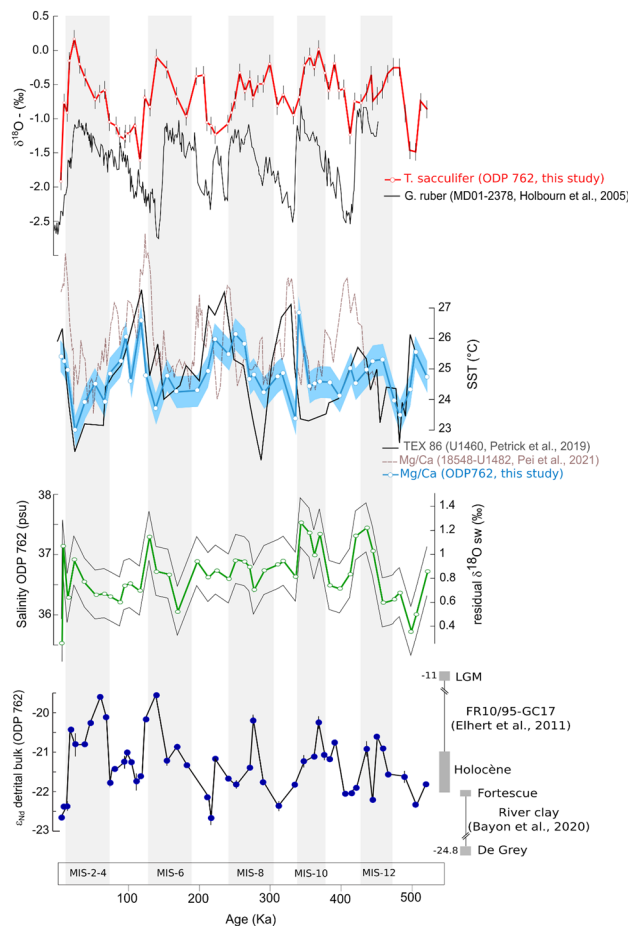 0.5
0.0
-0.5
-1.0
-1.5
-2.0
-2.5
δ18O - (‰)
T. sacculifer (ODP 762, this study)
G. ruber (MD01-2378, Holbourn et al., 2005)
27
26
25
24
23
SST (°C)
TEX 86 (U1460, Petrick et al., 2019)
Mg/Ca (18548-U1482, Pei et al., 2021)
Mg/Ca (ODP762, this study)
38
37
36
Salinity ODP 762 (psu)
1.4
1.2
1
0.8
0.6
0.4
residual δ18O sw (‰)
-20
-21
-22
-23
εNd detrital bulk (ODP 762)
-11
LGM
FR10/95-GC17
(Elhert et al., 2011)
Holocène
Fortescue
River clay
(Bayon et al., 2020)
-24.8
De Grey
MIS-2-4 MIS-6 MIS-8 MIS-10 MIS-12
100 200 300 400 500
Age (Ka)